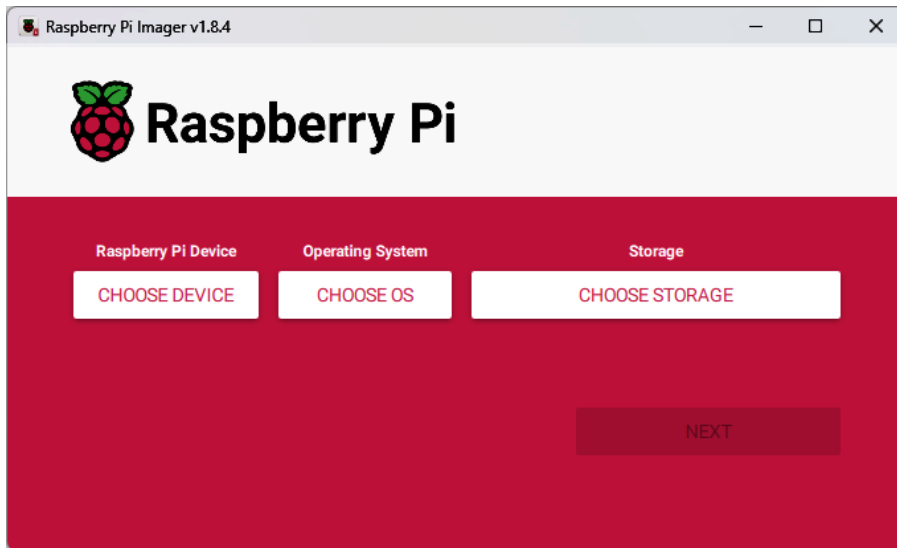 Raspberry Pi Imager v1.8.4
Raspberry Pi
Raspberry Pi Device
Operating System
Storage
CHOOSE DEVICE
CHOOSE OS
CHOOSE STORAGE
NEXT